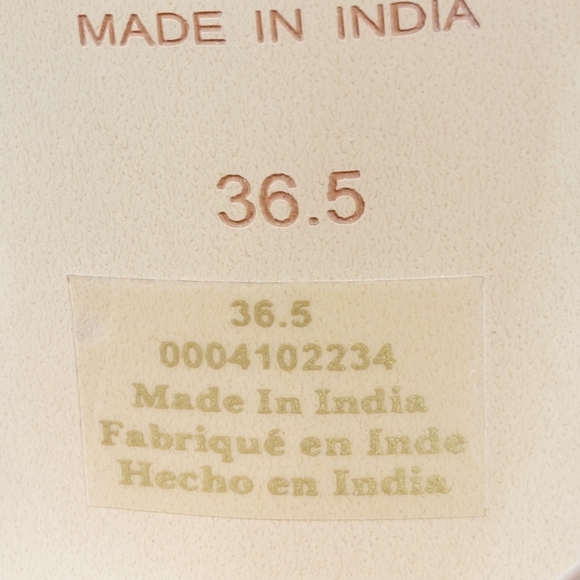 MADE IN INDIA
36.5
36.5
0004102234
Made In India
Fabriqué en Inde
Hecho en India